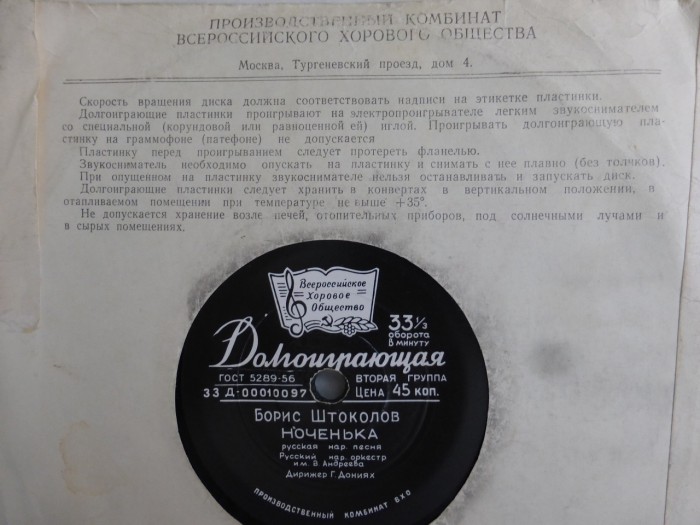 ПРОИЗВОДСТВЕННЫЙ КОМБИНАТ
ВСЕРОССИЙСКОГО ХОРОВОГО ОБЩЕСТВА
Москва, Тургеневский проезд, дом 4.
Скорость вращения диска должна соответствовать надписи на этикетке пластинки.
Долгоиграющие пластинки проигрывают на электропроигрывателе легким звукоснимателем
со специальной (корундовой или равноценной ей) иглой. Проигрывать долгоиграющую пла-
стинку на граммофоне (патефоне) не допускается
Пластинку перед проигрыванием следует протереть фланелью.
Звукосниматель необходимо опускать на пластинку и снимать с нее плавно (без толчков).
При опущенном на пластинку звукоснимателе нельзя останавливать и запускать диск.
Долгоиграющие пластинки следует хранить в конвертах в вертикальном положении, в
отапливаемом помещении при температуре не выше +35°.
Не допускается хранение возле печей, отопительных приборов, под солнечными лучами и
в сырых помещениях.
Всероссийское
Хоровое
Общество
33 1/3
оборота
в минуту
Долгоиграющая
ГОСТ 5289-56
ВТОРАЯ ГРУППА
33 Д-00010097
ЦЕНА 45 КОП.
БОРИС ШТОКОЛОВ
НОЧЕНЬКА
русская нар. песня
Русский нар. оркестр
им. В. Андреева
Дирижер Г. Дониях
ПРОИЗВОДСТВЕННЫЙ КОМБИНАТ ВХО